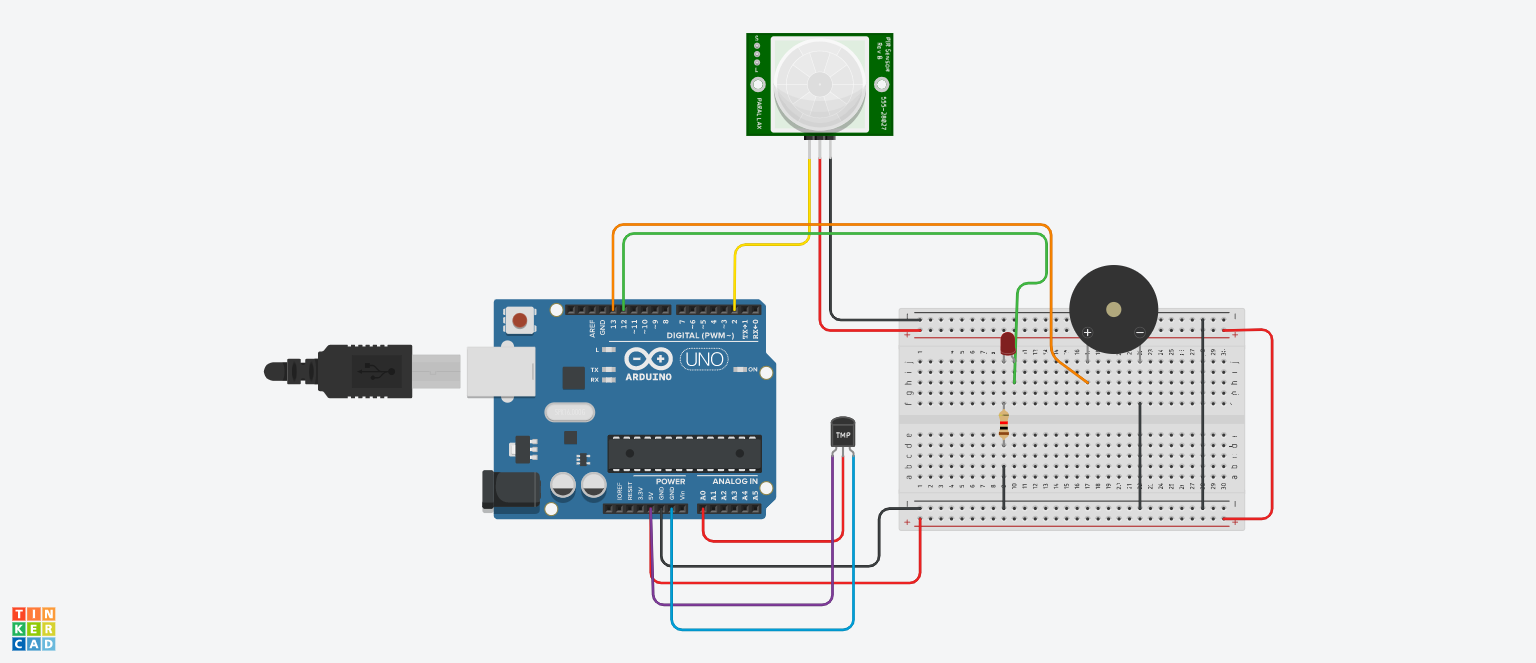 PIR Sensor
Rev B
555-28027
PARALLAX
AREF
GND
13
12
~11
~10
~9
8
7
~6
~5
4
~3
2
TX→1
RX←0
DIGITAL (PWM~)
L
TX
RX
ARDUINO
UNO
ON
TMP
IOREF
RESET
3.3V
5V
GND
GND
Vin
POWER
ANALOG IN
A0
A1
A2
A3
A4
A5
j
i
h
g
f
e
d
c
b
a
TIN
KER
CAD